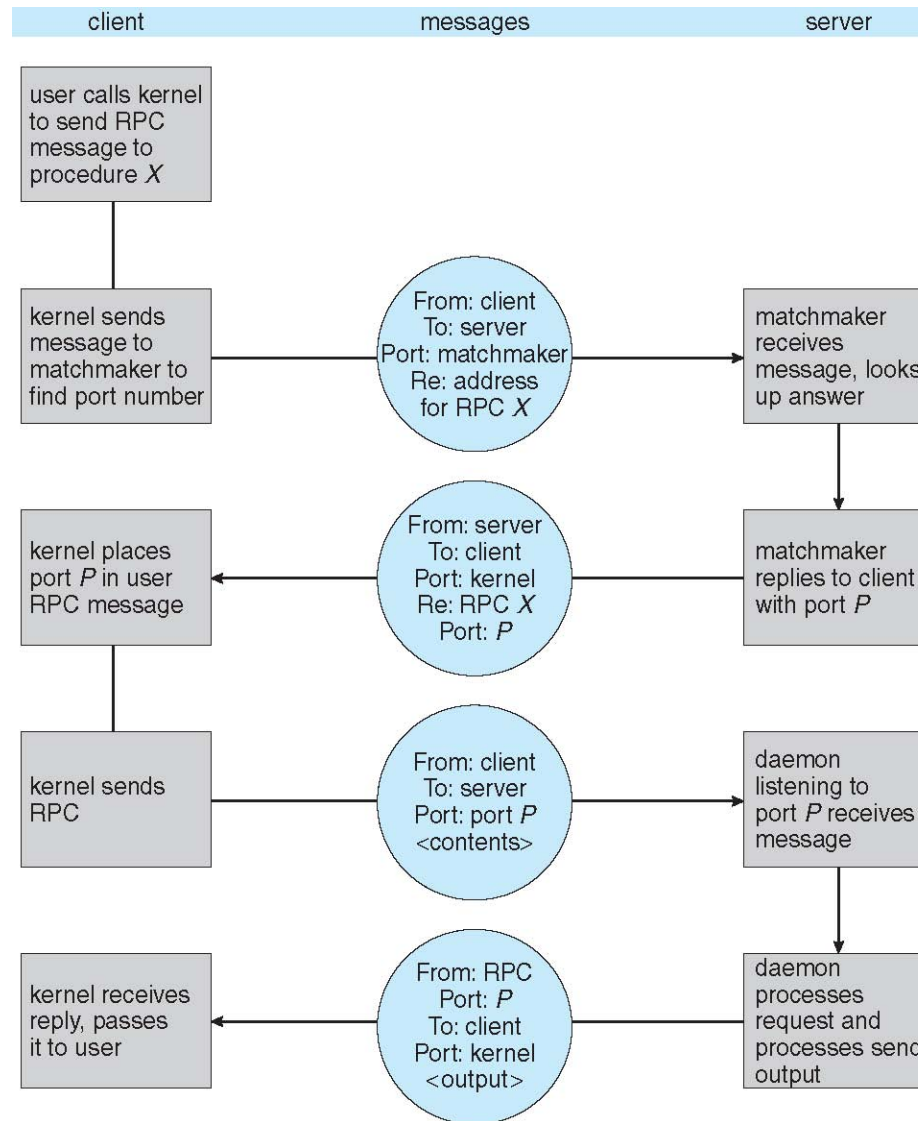 client messages server
user calls kernel
to send RPC
message to
procedure X
kernel sends
message to
matchmaker to
find port number
From: client
To: server
Port: matchmaker
Re: address
for RPC X
matchmaker
receives
message, looks
up answer
kernel places
port P in user
RPC message
From: server
To: client
Port: kernel
Re: RPC X
Port: P
matchmaker
replies to client
with port P
kernel sends
RPC
From: client
To: server
Port: port P
<contents>
daemon
listening to
port P receives
message
kernel receives
reply, passes
it to user
From: RPC
Port: P
To: client
Port: kernel
<output>
daemon
processes
request and
processes send
output